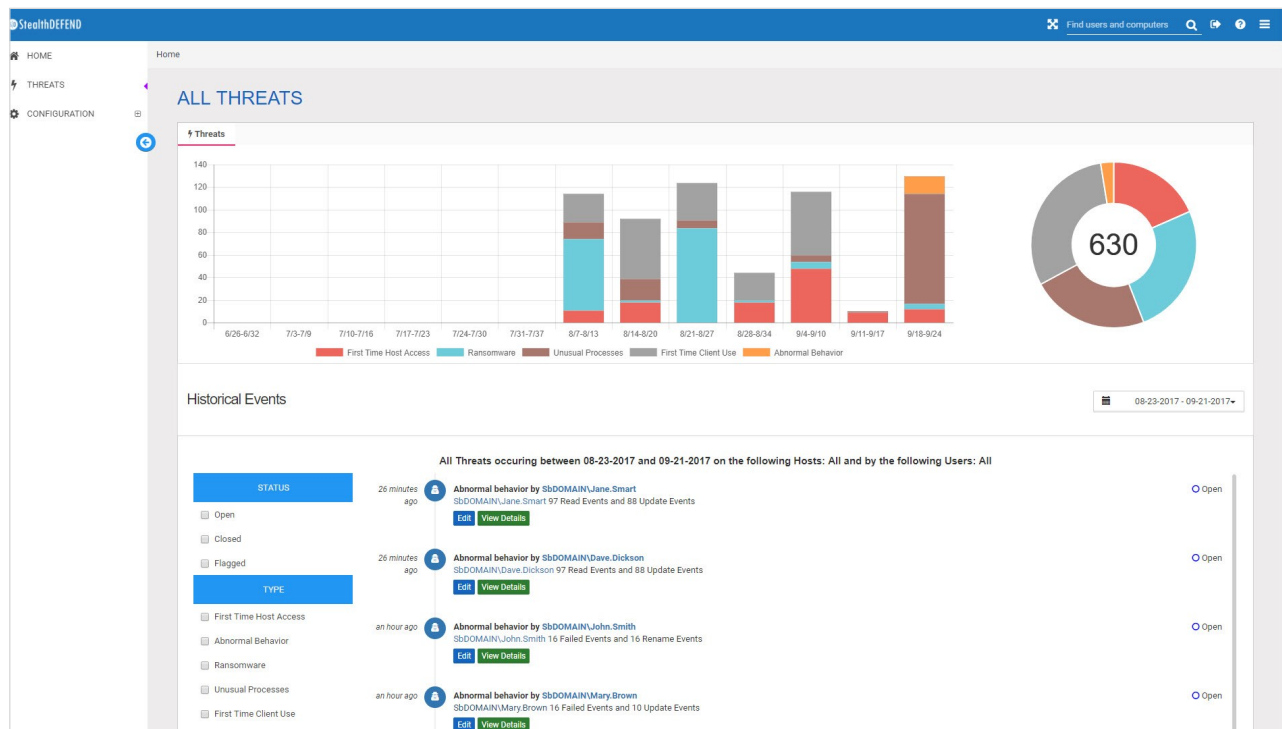 StealthDEFEND
Find users and computers
HOME
THREATS
CONFIGURATION
Home
ALL THREATS
Threats
140
120
100
80
60
40
20
0
6/26-6/32 7/3-7/9 7/10-7/16 7/17-7/23 7/24-7/30 7/31-7/37 8/7-8/13 8/14-8/20 8/21-8/27 8/28-8/34 9/4-9/10 9/11-9/17 9/18-9/24
First Time Host Access Ransomware Unusual Processes First Time Client Use Abnormal Behavior
630
Historical Events
08-23-2017 - 09-21-2017
All Threats occuring between 08-23-2017 and 09-21-2017 on the following Hosts: All and by the following Users: All
STATUS
Open
Closed
Flagged
TYPE
First Time Host Access
Abnormal Behavior
Ransomware
Unusual Processes
First Time Client Use
26 minutes
ago
Abnormal behavior by SbDOMAIN\Jane.Smart
SbDOMAIN\Jane.Smart 97 Read Events and 88 Update Events
Edit View Details
Open
26 minutes
ago
Abnormal behavior by SbDOMAIN\Dave.Dickson
SbDOMAIN\Dave.Dickson 97 Read Events and 88 Update Events
Edit View Details
Open
an hour ago
Abnormal behavior by SbDOMAIN\John.Smith
SbDOMAIN\John.Smith 16 Failed Events and 16 Rename Events
Edit View Details
Open
an hour ago
Abnormal behavior by SbDOMAIN\Mary.Brown
SbDOMAIN\Mary.Brown 16 Failed Events and 10 Update Events
Edit View Details
Open